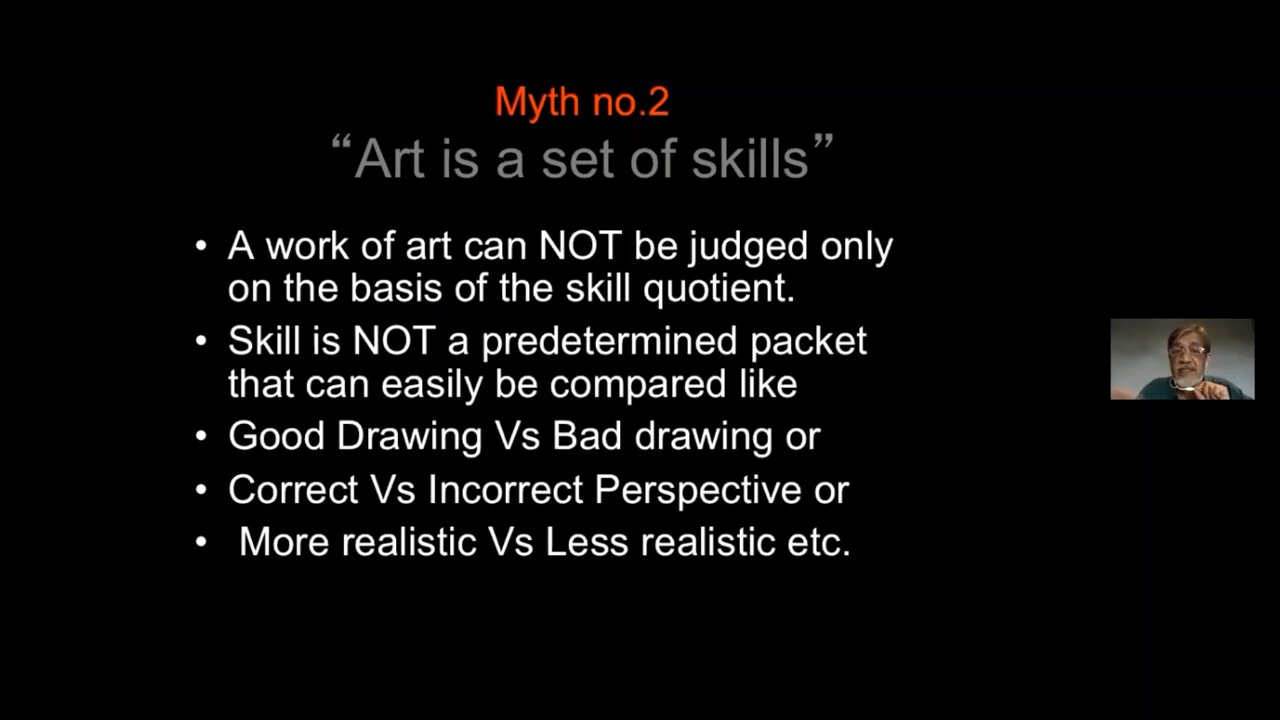 Myth no.2
“Art is a set of skills”
• A work of art can NOT be judged only
on the basis of the skill quotient.
• Skill is NOT a predetermined packet
that can easily be compared like
• Good Drawing Vs Bad drawing or
• Correct Vs Incorrect Perspective or
• More realistic Vs Less realistic etc.